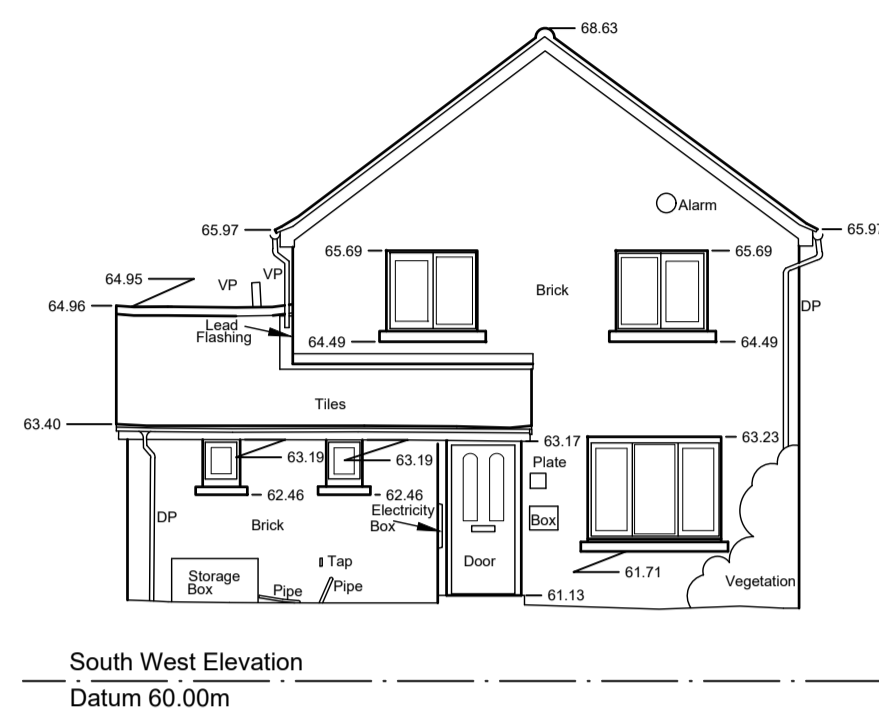 68.63
Alarm
65.97
65.97
65.69
65.69
64.95
VP
VP
Brick
64.96
DP
Lead
Flashing
64.49
64.49
Tiles
63.40
63.17
63.23
63.19
63.19
Plate
62.46
62.46
Electricity
Box
DP
Brick
Box
Tap
Door
Storage
Box
Pipe
Pipe
61.71
Vegetation
61.13
South West Elevation
Datum 60.00m